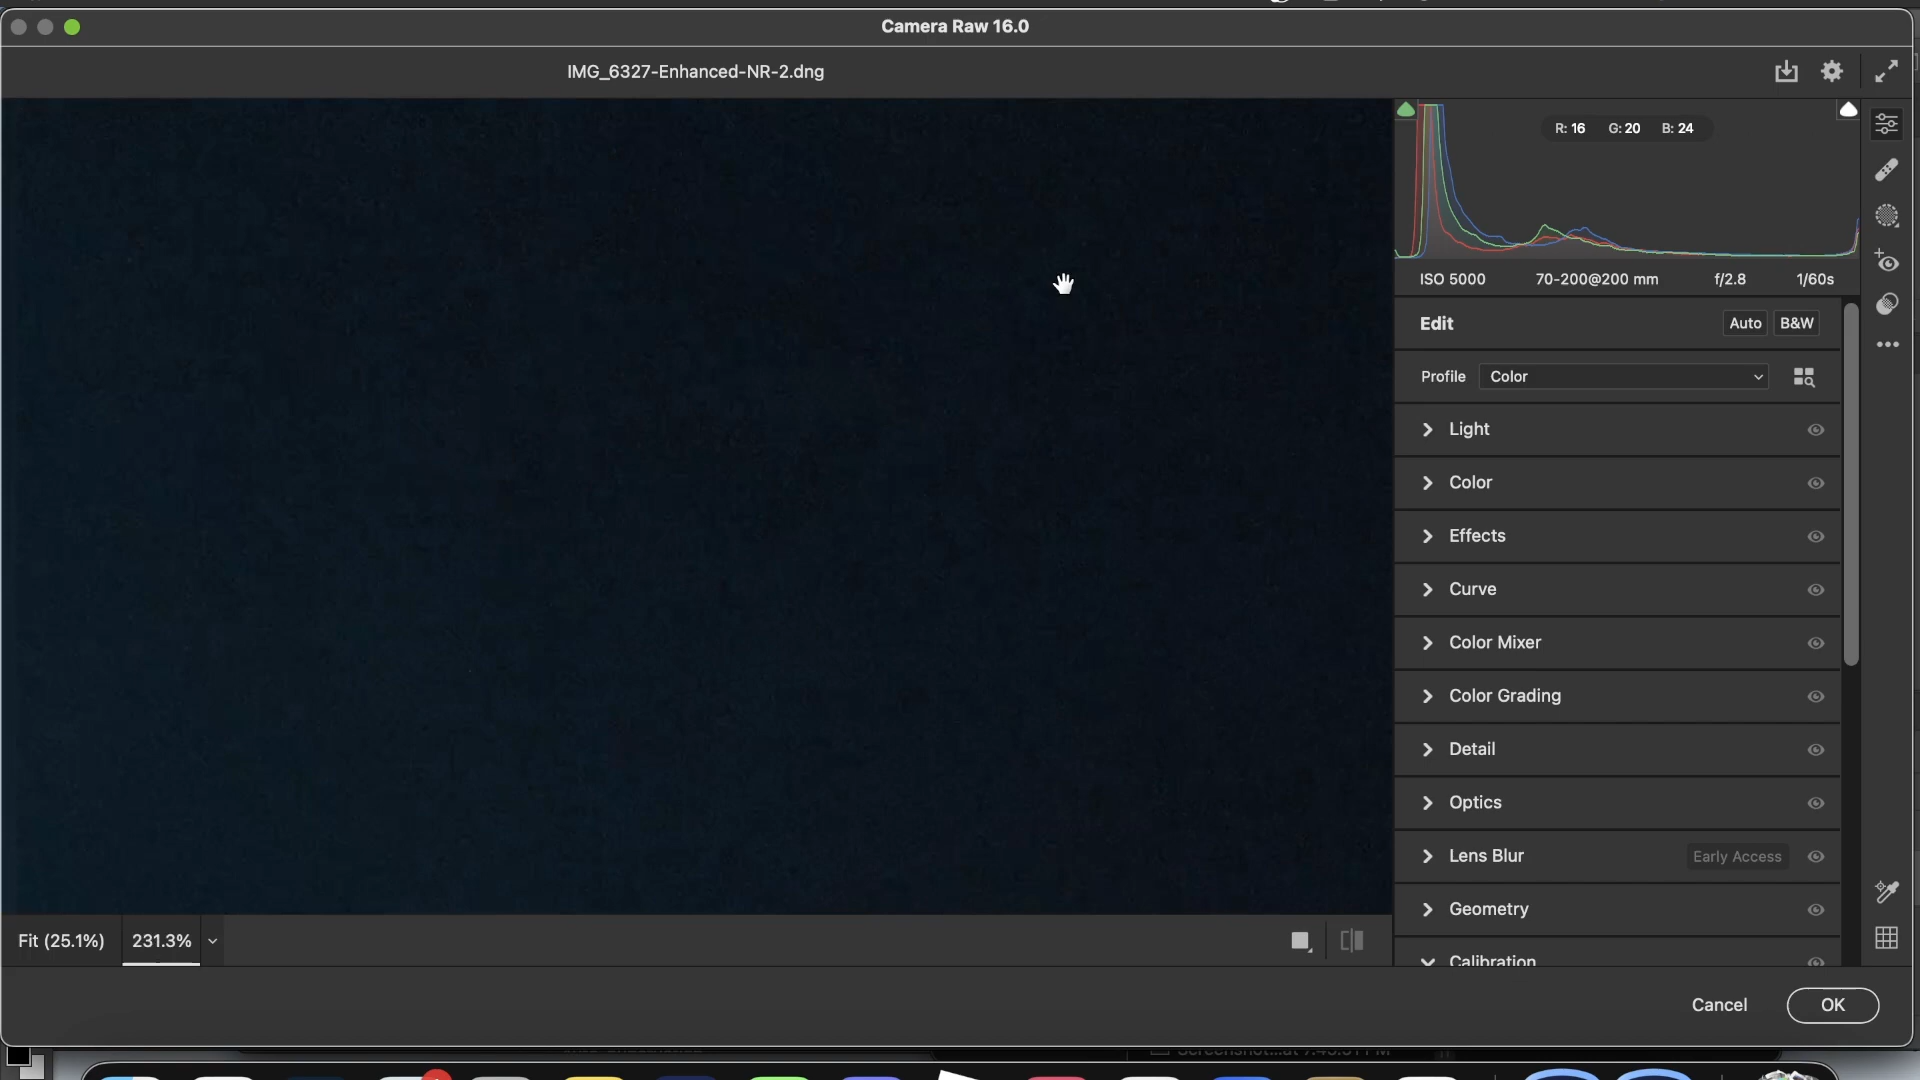 Camera Raw 16.0
IMG_6327-Enhanced-NR-2.dng
R: 16 G: 20 B: 24
ISO 5000 70-200@200 mm f/2.8 1/60s
Edit Auto B&W
Profile Color
Light
Color
Effects
Curve
Color Mixer
Color Grading
Detail
Optics
Lens Blur Early Access
Geometry
Calibration
Fit (25.1%) 231.3%
Cancel OK